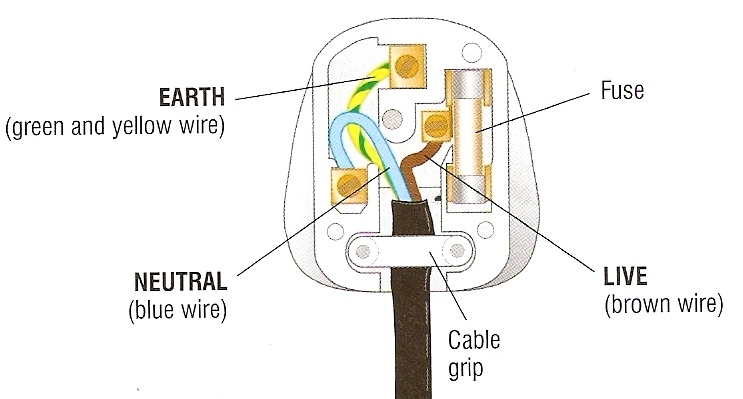 EARTH
(green and yellow wire)
Fuse
NEUTRAL
(blue wire)
LIVE
(brown wire)
Cable
grip